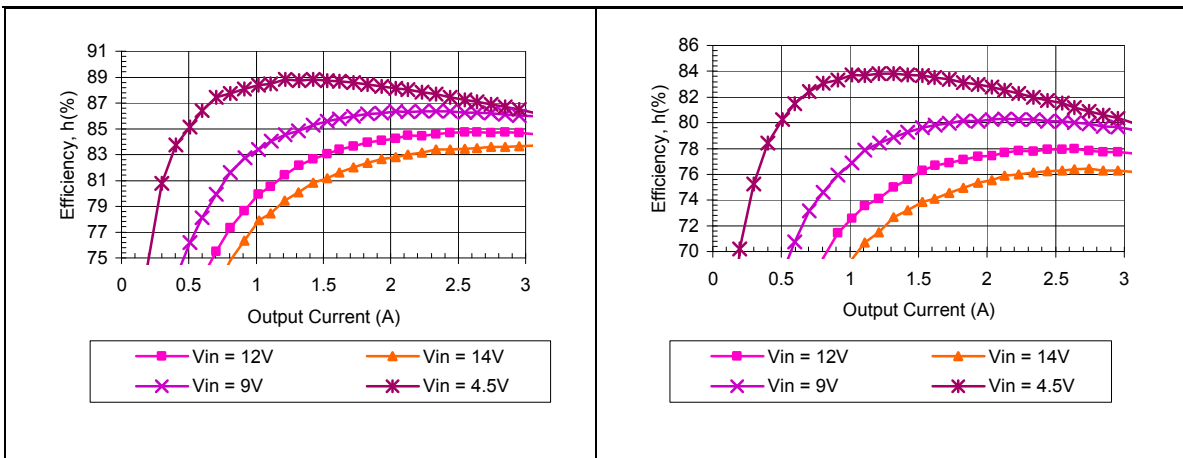 91
89
87
85
83
81
79
77
75
Efficiency, h(%)
0 0.5 1 1.5 2 2.5 3
Output Current (A)
Vin = 12V Vin = 14V
Vin = 9V Vin = 4.5V
86
84
82
80
78
76
74
72
70
Efficiency, h(%)
0 0.5 1 1.5 2 2.5 3
Output Current (A)
Vin = 12V Vin = 14V
Vin = 9V Vin = 4.5V